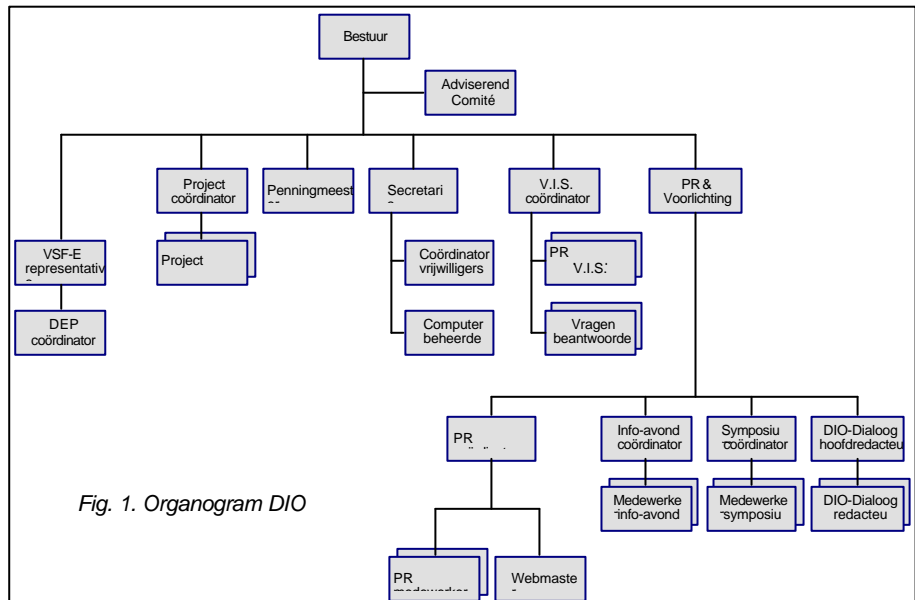 Bestuur
Adviserend
Comité
Project
coördinator
Penningmeest
Secretari
V.I.S.
coördinator
PR &
Voorlichting
VSF-E
representativ
Project
Coördinator
vrijwilligers
PR
V.I.S.
DEP
coördinator
Computer
beheerde
Vragen
beantwoorde
PR
Info-avond
coördinator
Symposiu
coördinator
DIO-Dialoog
hoofdredacteu
Medewerke
info-avond
Medewerke
symposiu
DIO-Dialoog
redacteu
Fig. 1. Organogram DIO
PR
medewerker
Webmaste